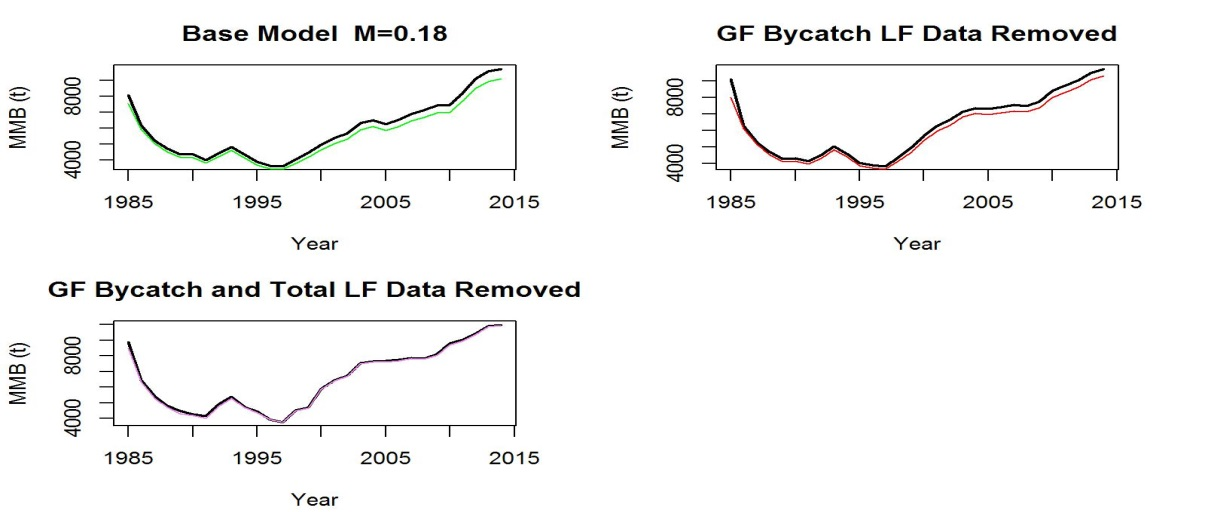 Base Model M=0.18
MMB (t)
8000
4000
1985 1995 2005 2015
Year
GF Bycatch LF Data Removed
MMB (t)
8000
4000
1985 1995 2005 2015
Year
GF Bycatch and Total LF Data Removed
MMB (t)
8000
4000
1985 1995 2005 2015
Year